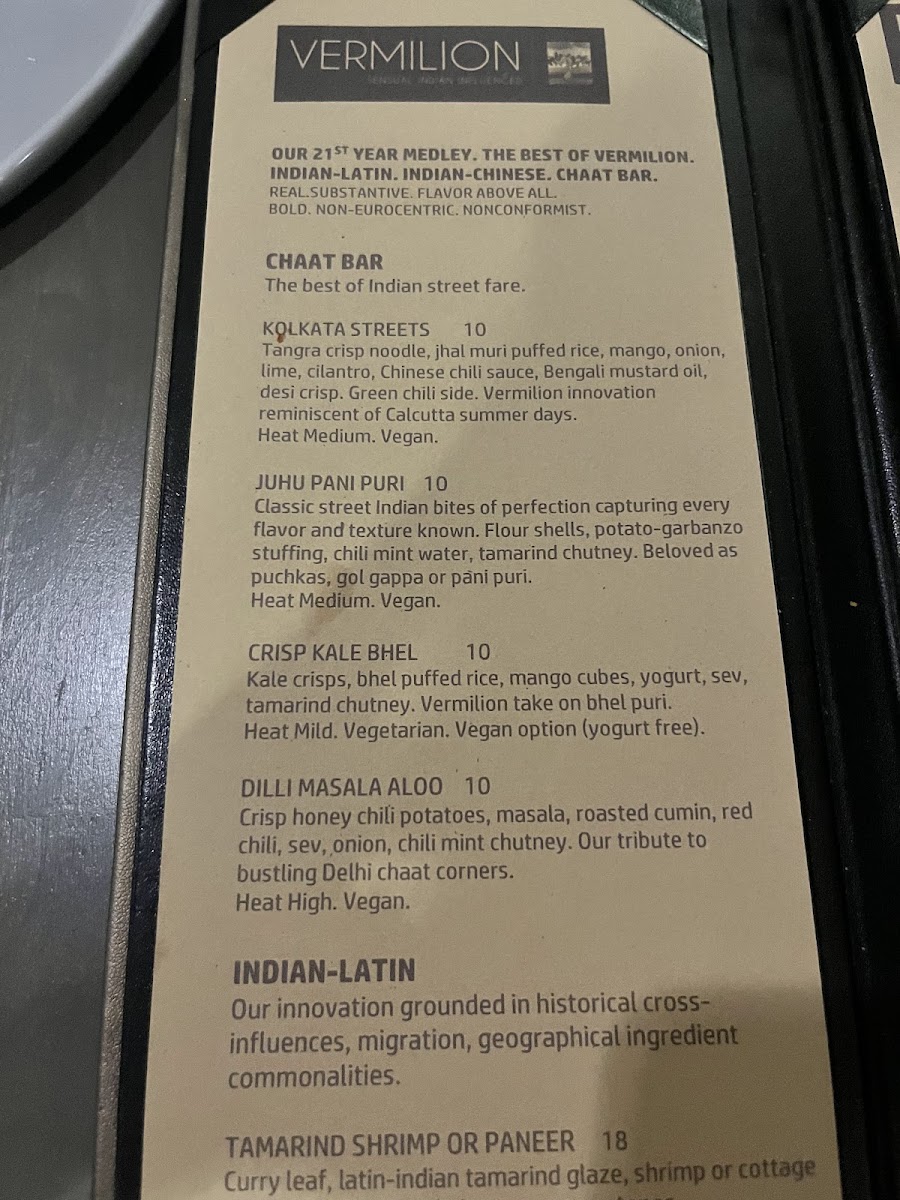 VERMILION
SENSUAL INDIAN INFLUENCED
OUR 21ST YEAR MEDLEY. THE BEST OF VERMILION.
INDIAN-LATIN. INDIAN-CHINESE. CHAAT BAR.
REAL.SUBSTANTIVE. FLAVOR ABOVE ALL.
BOLD. NON-EUROCENTRIC. NONCONFORMIST.
CHAAT BAR
The best of Indian street fare.
KOLKATA STREETS 10
Tangra crisp noodle, jhal muri puffed rice, mango, onion,
lime, cilantro, Chinese chili sauce, Bengali mustard oil,
desi crisp. Green chili side. Vermilion innovation
reminiscent of Calcutta summer days.
Heat Medium. Vegan.
JUHU PANI PURI 10
Classic street Indian bites of perfection capturing every
flavor and texture known. Flour shells, potato-garbanzo
stuffing, chili mint water, tamarind chutney. Beloved as
puchkas, gol gappa or pani puri.
Heat Medium. Vegan.
CRISP KALE BHEL 10
Kale crisps, bhel puffed rice, mango cubes, yogurt, sev,
tamarind chutney. Vermilion take on bhel puri.
Heat Mild. Vegetarian. Vegan option (yogurt free).
DILLI MASALA ALOO 10
Crisp honey chili potatoes, masala, roasted cumin, red
chili, sev, onion, chili mint chutney. Our tribute to
bustling Delhi chaat corners.
Heat High. Vegan.
INDIAN-LATIN
Our innovation grounded in historical cross-
influences, migration, geographical ingredient
commonalities.
TAMARIND SHRIMP OR PANEER 18
Curry leaf, latin-indian tamarind glaze, shrimp or cottage